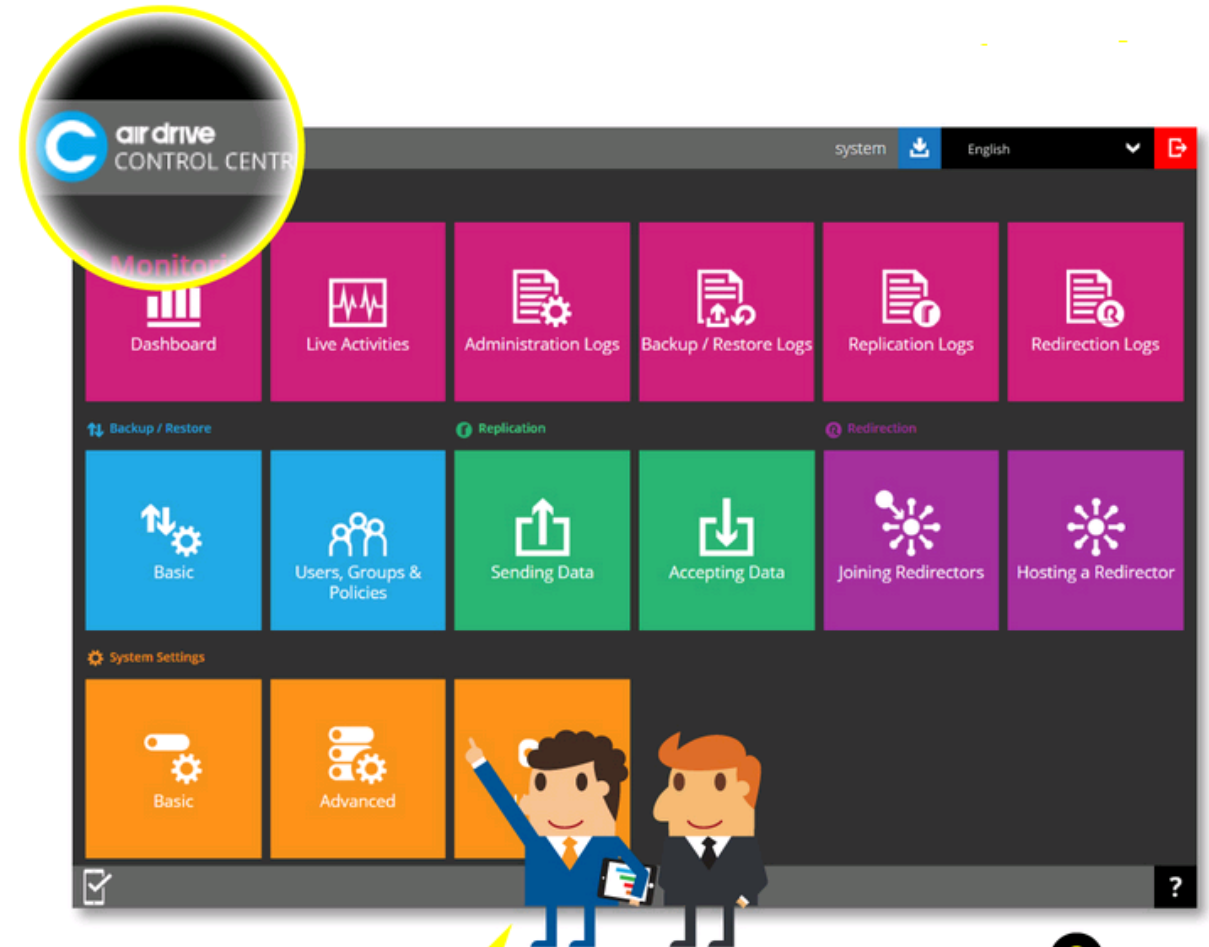 air drive
CONTROL CENTR
system
English
Monitori
Dashboard
Live Activities
Administration Logs
Backup / Restore Logs
Replication Logs
Redirection Logs
Backup / Restore
Replication
Redirection
Basic
Users, Groups &
Policies
Sending Data
Accepting Data
Joining Redirectors
Hosting a Redirector
System Settings
Basic
Advanced
?